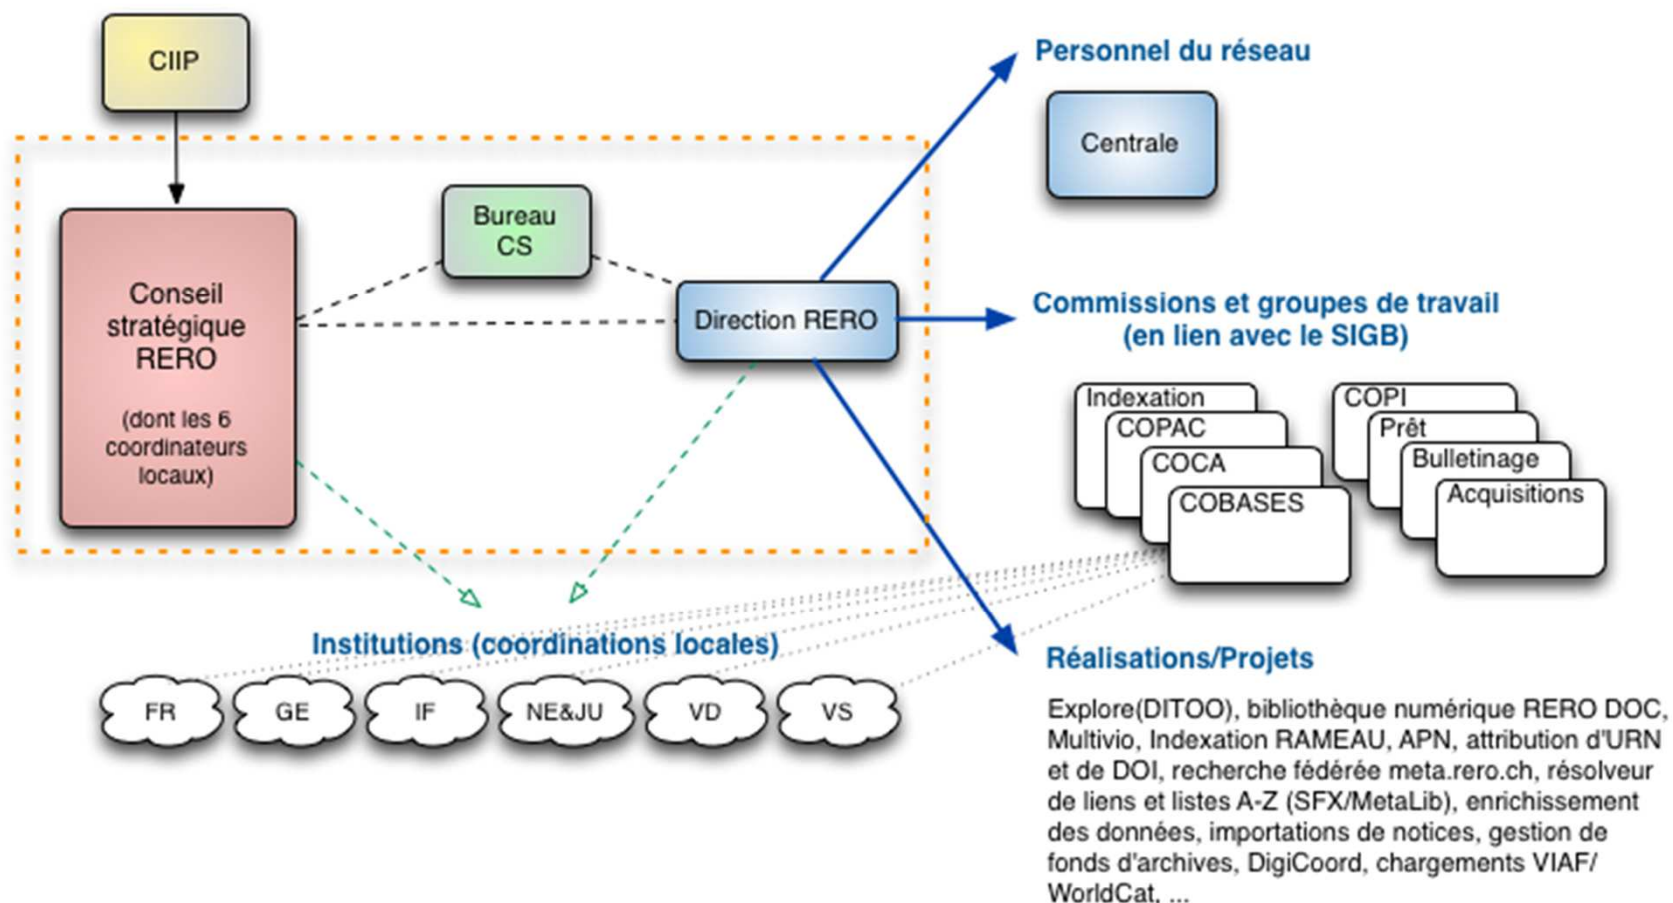 CIIP
Personnel du réseau
Centrale
Bureau
CS
Conseil
stratégique
RERO
(dont les 6
coordinateurs
locaux)
Direction RERO
Commissions et groupes de travail
(en lien avec le SIGB)
Indexation
COPAC
COCA
COBASES
COPI
Prêt
Bulletinage
Acquisitions
Institutions (coordinations locales)
FR
GE
IF
NE&JU
VD
VS
Réalisations/Projets
Explore(DITOO), bibliothèque numérique RERO DOC,
Multivio, Indexation RAMEAU, APN, attribution d'URN
et de DOI, recherche fédérée meta.rero.ch, résolveur
de liens et listes A-Z (SFX/MetaLib), enrichissement
des données, importations de notices, gestion de
fonds d'archives, DigiCoord, chargements VIAF/
WorldCat, ...